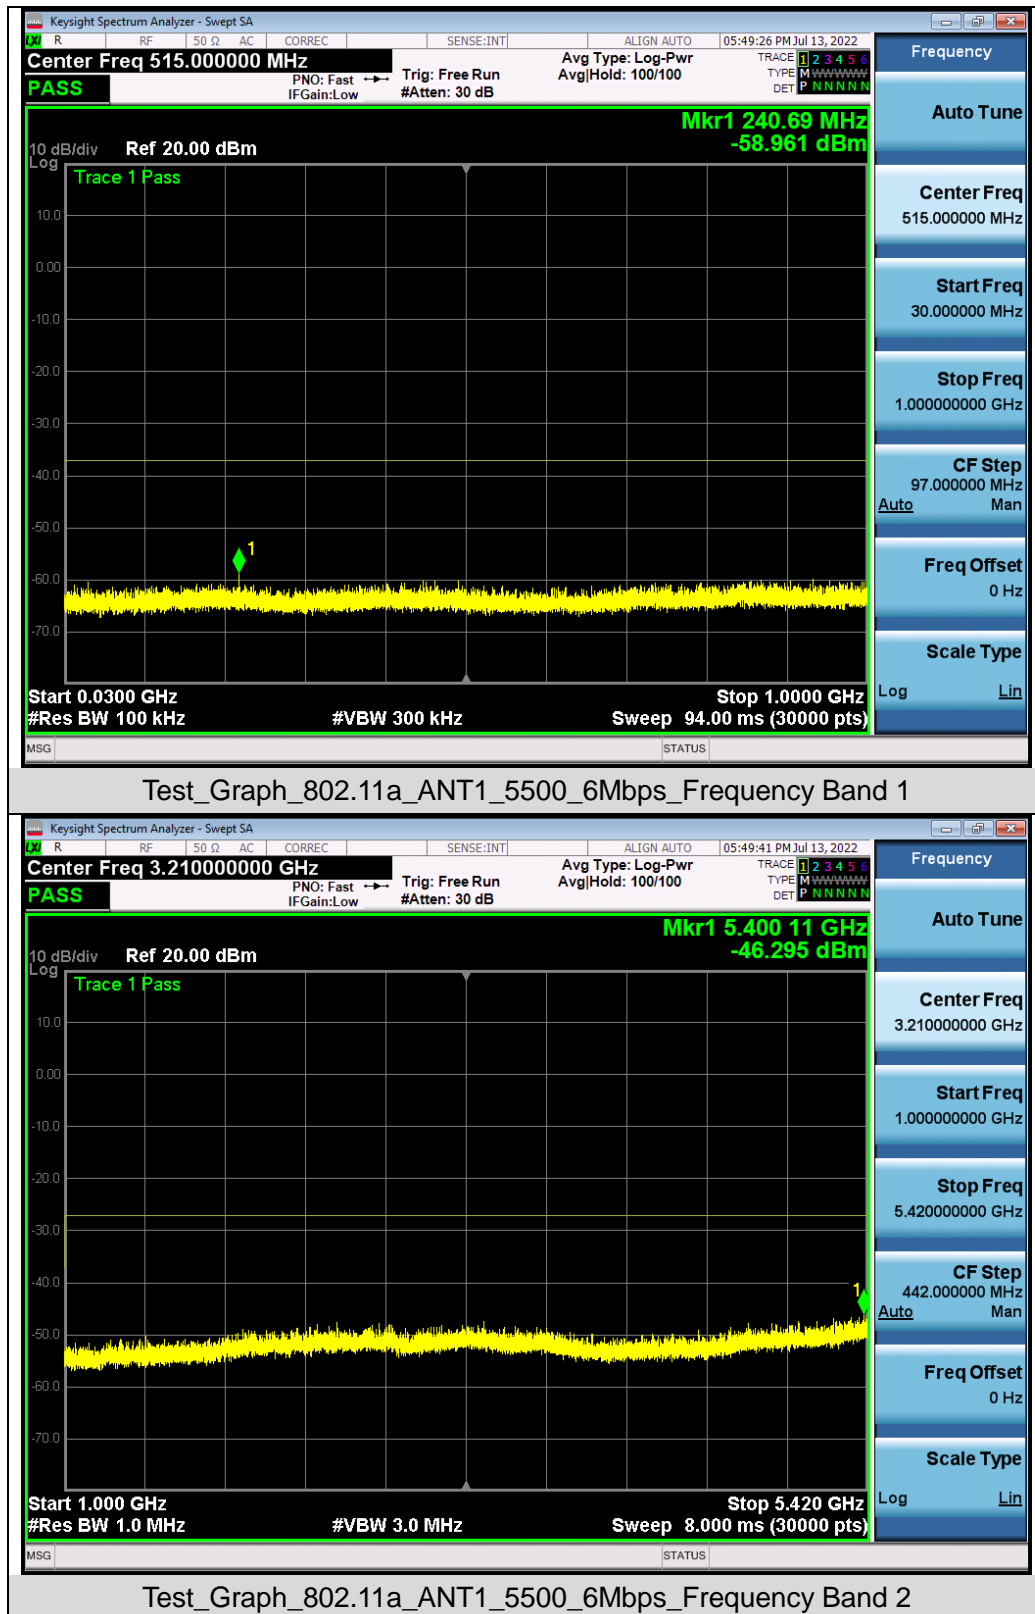 Keysight Spectrum Analyzer - Swept SA
LXI R RF 50 Ω AC CORREC SENSE:INT ALIGN AUTO 05:49:26 PM Jul 13, 2022
Center Freq 515.000000 MHz
PASS
PNO: Fast
IFGain:Low
Trig: Free Run
#Atten: 30 dB
Avg Type: Log-Pwr
Avg|Hold: 100/100
TRACE 1 2 3 4 5 6
TYPE M W W W W W
DET P N N N N N
Mkr1 240.69 MHz
-58.961 dBm
10 dB/div Ref 20.00 dBm
Log
Trace 1 Pass
10.0
0.00
-10.0
-20.0
-30.0
-40.0
-50.0
1
-60.0
-70.0
Start 0.0300 GHz Stop 1.0000 GHz
#Res BW 100 kHz #VBW 300 kHz Sweep 94.00 ms (30000 pts)
MSG STATUS
Frequency
Auto Tune
Center Freq
515.000000 MHz
Start Freq
30.000000 MHz
Stop Freq
1.000000000 GHz
CF Step
97.000000 MHz
Auto Man
Freq Offset
0 Hz
Scale Type
Log Lin
Test_Graph_802.11a_ANT1_5500_6Mbps_Frequency Band 1
Keysight Spectrum Analyzer - Swept SA
LXI R RF 50 Ω AC CORREC SENSE:INT ALIGN AUTO 05:49:41 PM Jul 13, 2022
Center Freq 3.210000000 GHz
PASS
PNO: Fast
IFGain:Low
Trig: Free Run
#Atten: 30 dB
Avg Type: Log-Pwr
Avg|Hold: 100/100
TRACE 1 2 3 4 5 6
TYPE M W W W W W
DET P N N N N N
Mkr1 5.400 11 GHz
-46.295 dBm
10 dB/div Ref 20.00 dBm
Log
Trace 1 Pass
10.0
0.00
-10.0
-20.0
-30.0
-40.0
1
-50.0
-60.0
-70.0
Start 1.000 GHz Stop 5.420 GHz
#Res BW 1.0 MHz #VBW 3.0 MHz Sweep 8.000 ms (30000 pts)
MSG STATUS
Frequency
Auto Tune
Center Freq
3.210000000 GHz
Start Freq
1.000000000 GHz
Stop Freq
5.420000000 GHz
CF Step
442.000000 MHz
Auto Man
Freq Offset
0 Hz
Scale Type
Log Lin
Test_Graph_802.11a_ANT1_5500_6Mbps_Frequency Band 2